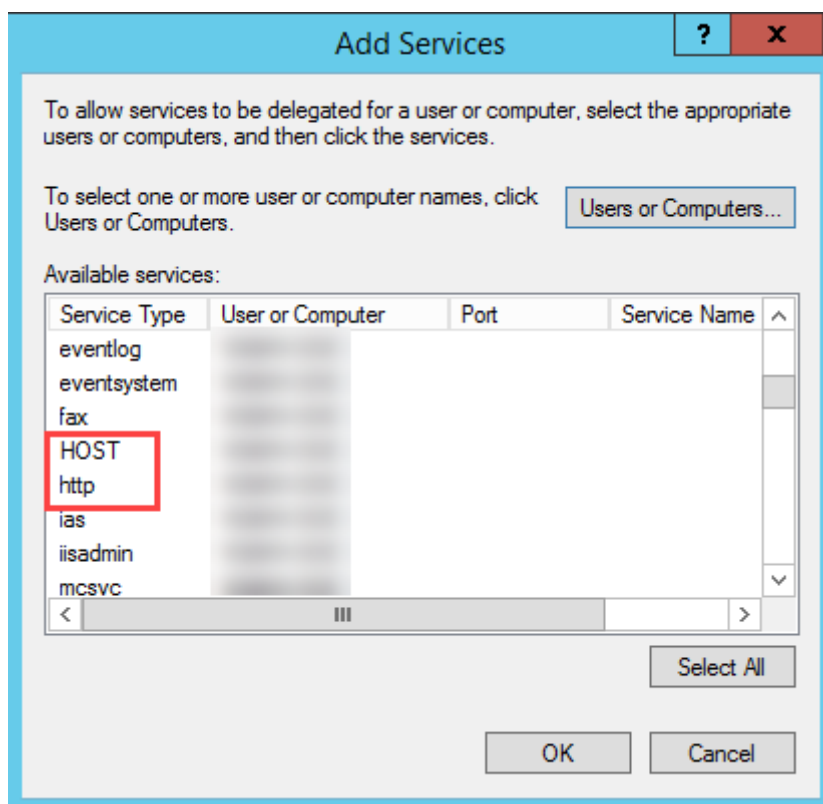 Add Services
?
x
To allow services to be delegated for a user or computer, select the appropriate
users or computers, and then click the services.
To select one or more user or computer names, click
Users or Computers.
Users or Computers...
Available services:
Service Type User or Computer Port Service Name
eventlog
eventsystem
fax
HOST
http
ias
iisadmin
mcsvc
Select All
OK Cancel